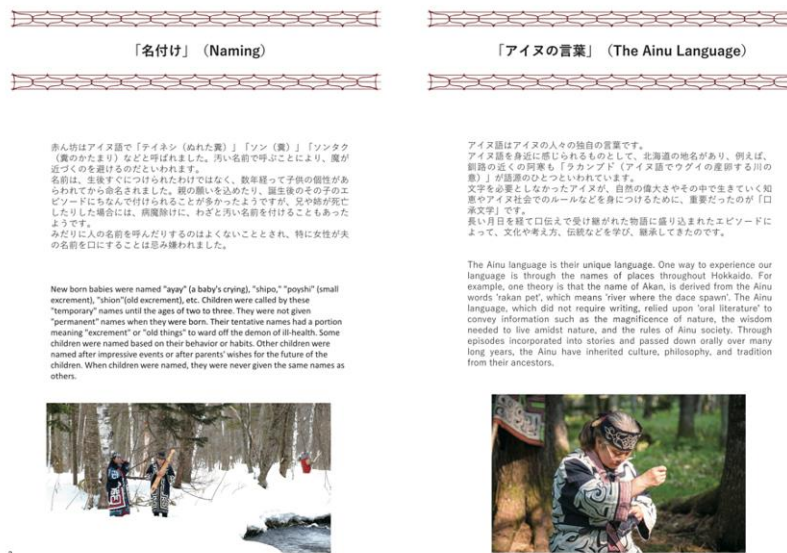 「名付け」（Naming）
赤ん坊はアイヌ語で「テイネシ（ぬれた糞）」「ソン（糞）」「ソンタク
（糞のかたまり）などと呼ばれました。汚い名前で呼ぶことにより、魔が
近づくのを避けるのだといわれます。
名前は、生後すぐにつけられたわけではなく、数年経って子供の個性があ
らわれてから命名されました。親の願いを込めたり、誕生後のその子のエ
ピソードにちなんで付けられることが多かったようですが、兄や姉が死亡
したりした場合には、病魔除けに、わざと汚い名前を付けることもあった
ようです。
みだりに人の名前を呼んだりするのはよくないこととされ、特に女性が夫
の名前を口にすることは忌み嫌われました。
New born babies were named "ayay" (a baby's crying), "shipo," "poyshi" (small
excrement), "shion"(old excrement), etc. Children were called by these
"temporary" names until the ages of two to three. They were not given
"permanent" names when they were born. Their tentative names had a portion
meaning "excrement" or "old things" to ward off the demon of ill-health. Some
children were named based on their behavior or habits. Other children were
named after impressive events or after parents' wishes for the future of the
children. When children were named, they were never given the same names as
others.
「アイヌの言葉」（The Ainu Language）
アイヌ語はアイヌの人々の独自の言葉です。
アイヌ語を身近に感じられるものとして、北海道の地名があり、例えば、
釧路の近くの阿寒も「ラカンプド（アイヌ語でウグイの産卵する川の
意）」が語源のひとつといわれています。
文字を必要としなかったアイヌが、自然の偉大さやその中で生きていく知
恵やアイヌ社会でのルールなどを身につけるために、重要だったのが「口
承文学」です。
長い月日を経て口伝えで受け継がれた物語に盛り込まれたエピソードに
よって、文化や考え方、伝統などを学び、継承してきたのです。
The Ainu language is their unique language. One way to experience our
language is through the names of places throughout Hokkaido. For
example, one theory is that the name of Akan, is derived from the Ainu
words 'rakan pet', which means 'river where the dace spawn'. The Ainu
language, which did not require writing, relied upon 'oral literature' to
convey information such as the magnificence of nature, the wisdom
needed to live amidst nature, and the rules of Ainu society. Through
episodes incorporated into stories and passed down orally over many
long years, the Ainu have inherited culture, philosophy, and tradition
from their ancestors.